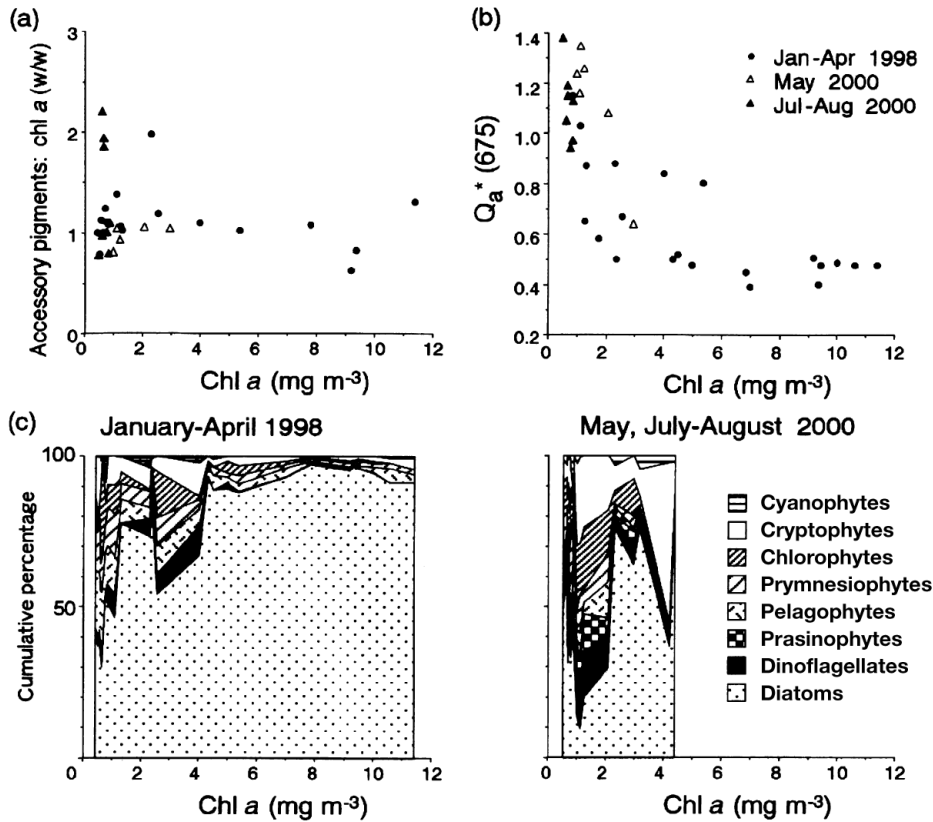 (a)
3
2
1
0
0 2 4 6 8 10 12
Accessory pigments: chl a (w/w)
Chl a (mg m-3)
(b)
1.4
1.2
1.0
0.8
0.6
0.4
0.2
0 2 4 6 8 10 12
Qa* (675)
Chl a (mg m-3)
Jan-Apr 1998
May 2000
Jul-Aug 2000
(c)
January-April 1998
100
50
0
0 2 4 6 8 10 12
Cumulative percentage
Chl a (mg m-3)
May, July-August 2000
0 2 4 6 8 10 12
Chl a (mg m-3)
Cyanophytes
Cryptophytes
Chlorophytes
Prymnesiophytes
Pelagophytes
Prasinophytes
Dinoflagellates
Diatoms